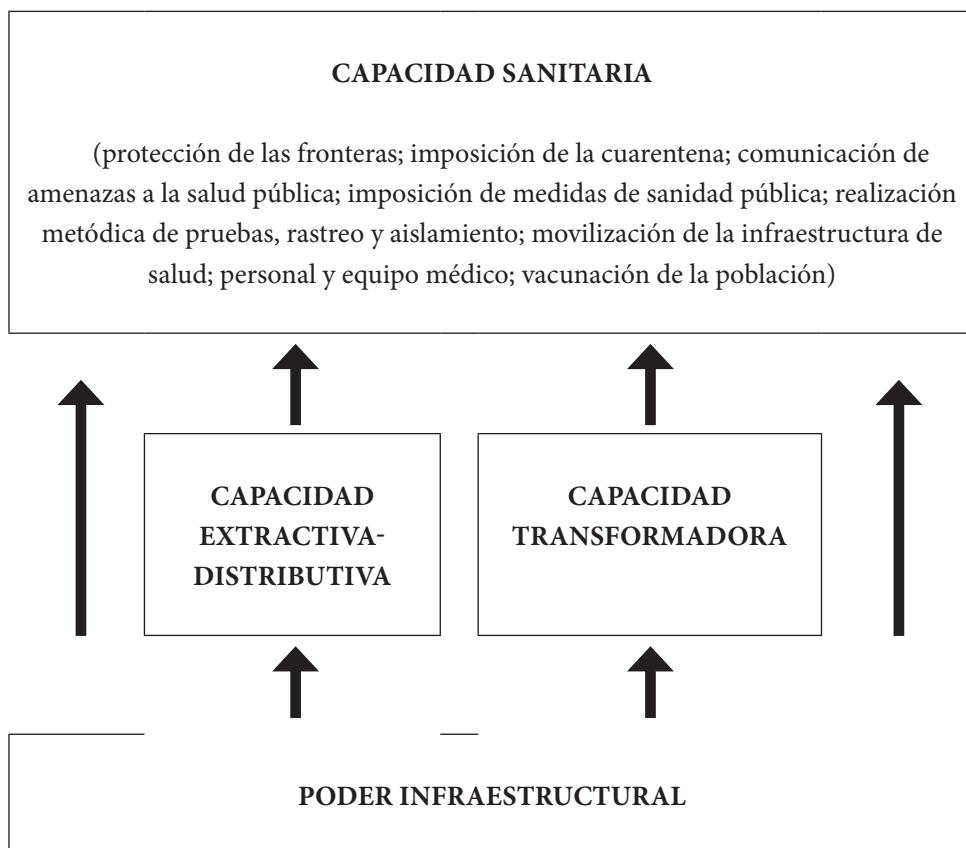 CAPACIDAD SANITARIA
(protección de las fronteras; imposición de la cuarentena; comunicación de
amenazas a la salud pública; imposición de medidas de sanidad pública; realización
metódica de pruebas, rastreo y aislamiento; movilización de la infraestructura de
salud; personal y equipo médico; vacunación de la población)
CAPACIDAD
EXTRACTIVA-
DISTRIBUTIVA
CAPACIDAD
TRANSFORMADORA
PODER INFRAESTRUCTURAL